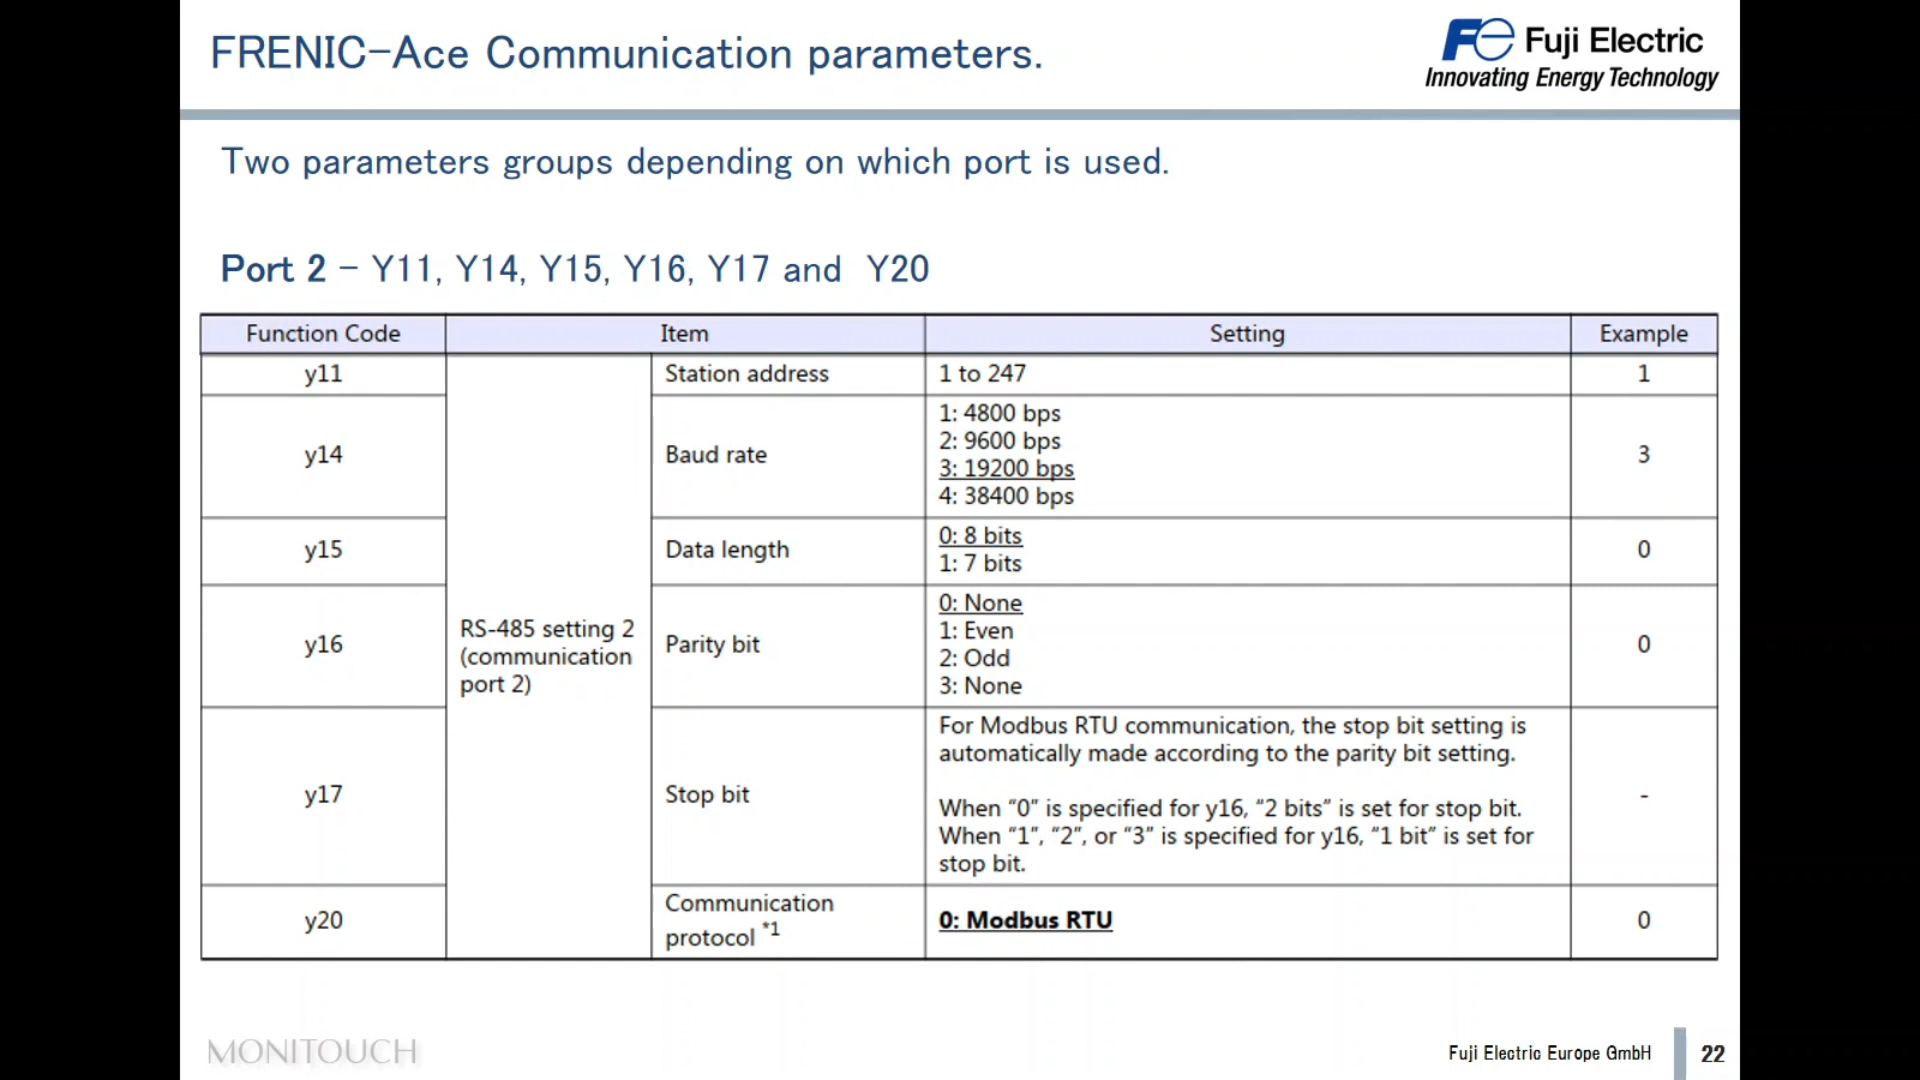 FRENIC-Ace Communication parameters.
Fe Fuji Electric
Innovating Energy Technology
Two parameters groups depending on which port is used.
Port 2 - Y11, Y14, Y15, Y16, Y17 and Y20
Function Code Item Setting Example
y11 Station address 1 to 247 1
y14 Baud rate 1: 4800 bps
2: 9600 bps
3: 19200 bps
4: 38400 bps
3
y15 Data length 0: 8 bits
1: 7 bits
0
RS-485 setting 2
(communication
port 2)
y16 Parity bit 0: None
1: Even
2: Odd
3: None
0
y17 Stop bit For Modbus RTU communication, the stop bit setting is
automatically made according to the parity bit setting.
When “0” is specified for y16, “2 bits” is set for stop bit.
When “1”, “2”, or “3” is specified for y16, “1 bit” is set for
stop bit.
-
y20 Communication
protocol *1
0: Modbus RTU 0
MONITOUCH
Fuji Electric Europe GmbH 22